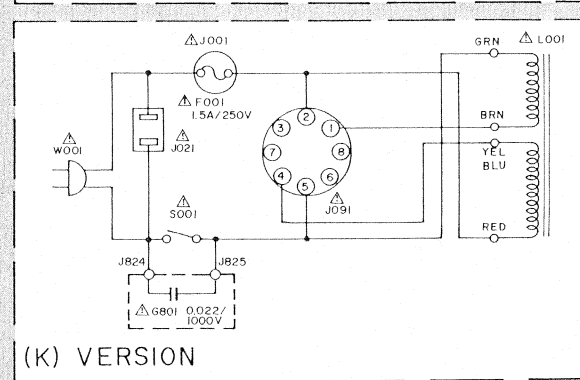 ⚠ J001
GRN
⚠ L001
⚠ F001
1.5A/250V
⚠
J021
⚠
W001
2
3
1
7
8
4
6
5
⚠
J091
BRN
YEL
BLU
RED
⚠
S001
J824
J825
⚠ G801 0.022/
1000V
(K) VERSION